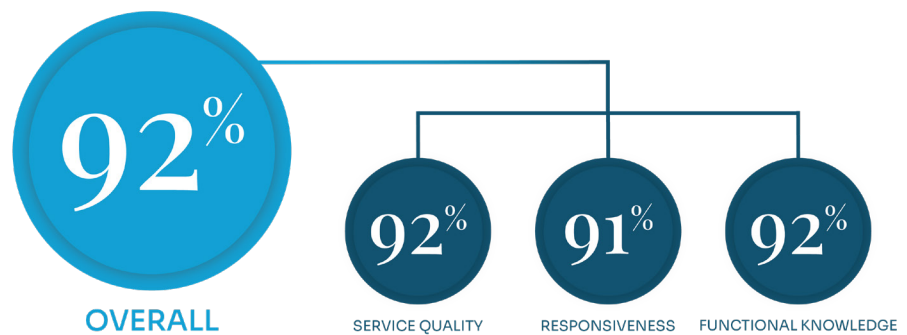 92%
OVERALL
92%
SERVICE QUALITY
91%
RESPONSIVENESS
92%
FUNCTIONAL KNOWLEDGE